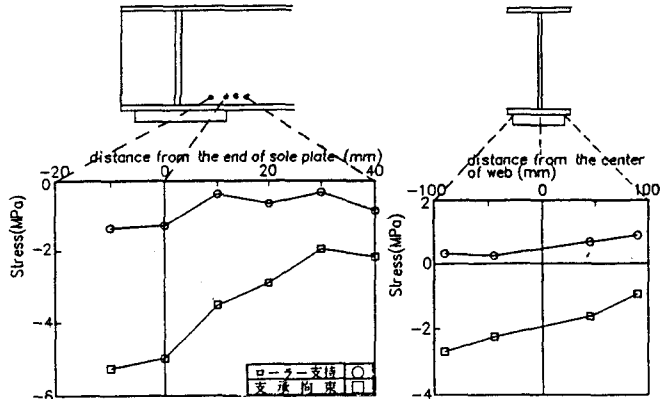 distance from the end of sole plate (mm)
-20 0 20 40
0
-2
-4
-6
Stress(MPa)
ローラー支持 ○
支承拘束 □
distance from the center
of web (mm)
-100 0 100
2
0
-2
-4
Stress(MPa)